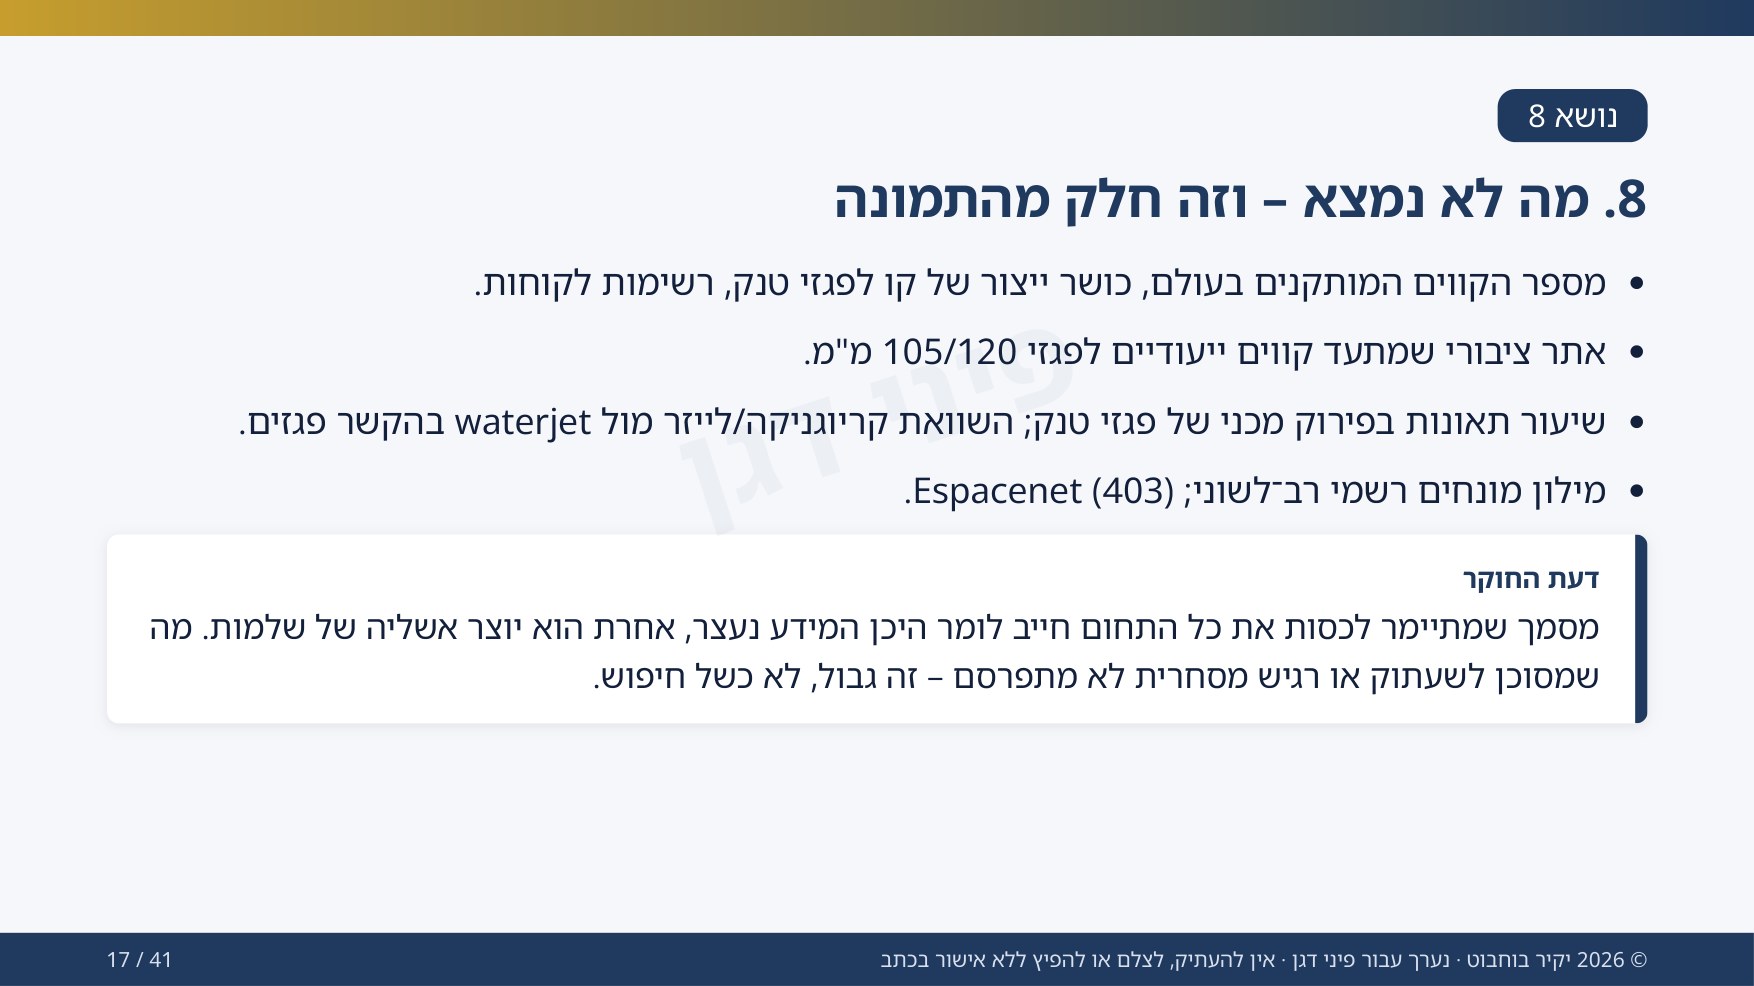 נושא 8
8. מה לא נמצא – וזה חלק מהתמונה
• מספר הקווים המותקנים בעולם, כושר ייצור של קו לפגזי טנק, רשימות לקוחות.
• אתר ציבורי שמתעד קווים ייעודיים לפגזי 105/120 מ"מ.
• שיעור תאונות בפירוק מכני של פגזי טנק; השוואת קריוגניקה/לייזר מול waterjet בהקשר פגזים.
• מילון מונחים רשמי רב־לשוני; Espacenet (403).
פיני דגן
דעת החוקר
מסמך שמתיימר לכסות את כל התחום חייב לומר היכן המידע נעצר, אחרת הוא יוצר אשליה של שלמות. מה
שמסוכן לשעתוק או רגיש מסחרית לא מתפרסם – זה גבול, לא כשל חיפוש.
© 2026 יקיר בוחבוט · נערך עבור פיני דגן · אין להעתיק, לצלם או להפיץ ללא אישור בכתב
17 / 41